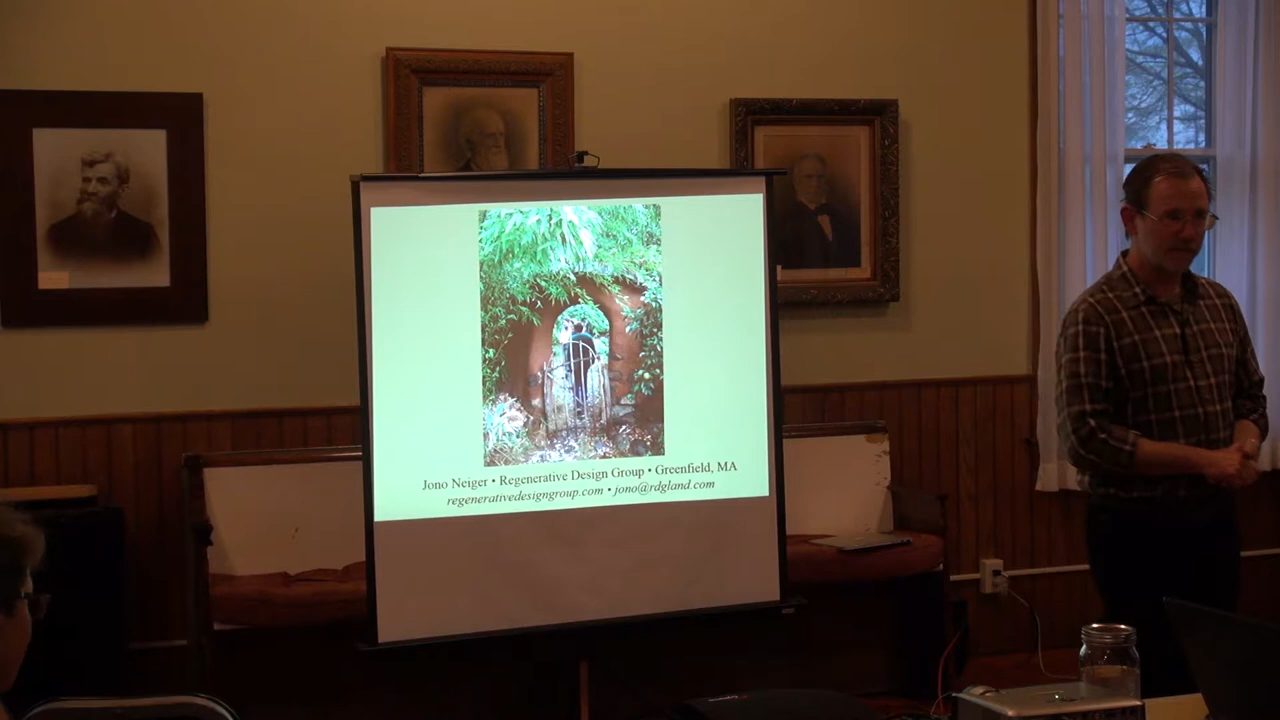 Jono Neiger • Regenerative Design Group • Greenfield, MA
regenerativedesigngroup.com • jono@rdgland.com